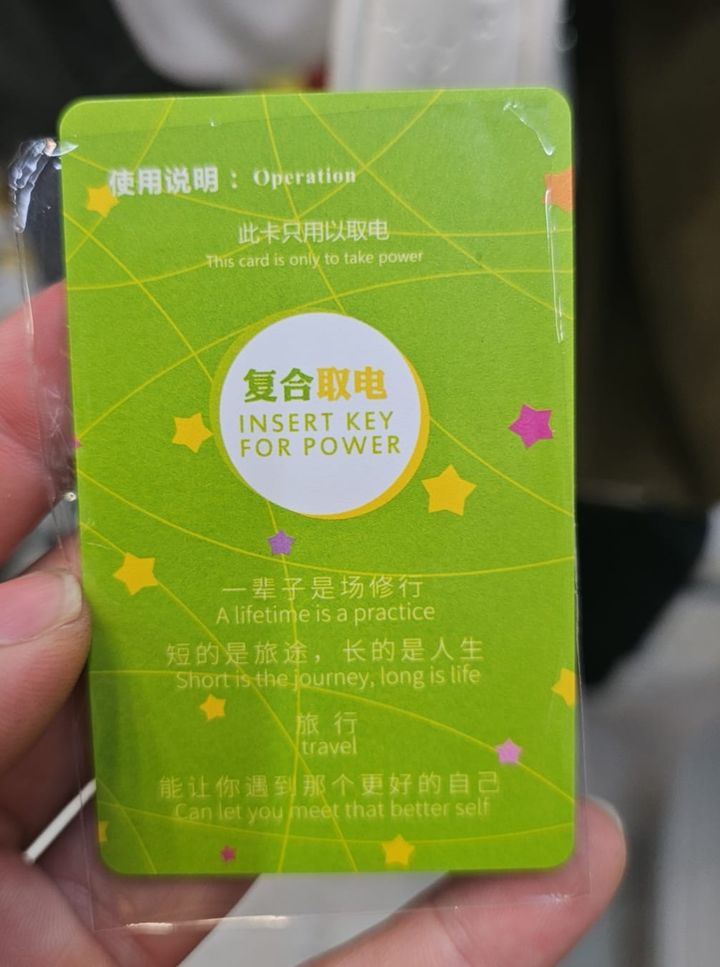 使用说明： Operation
此卡只用以取电
This card is only to take power
复合取电
INSERT KEY
FOR POWER
一辈子是场修行
A lifetime is a practice
短的是旅途，长的是人生
Short is the journey, long is life
旅行
travel
能让你遇到那个更好的自己
Can let you meet that better self